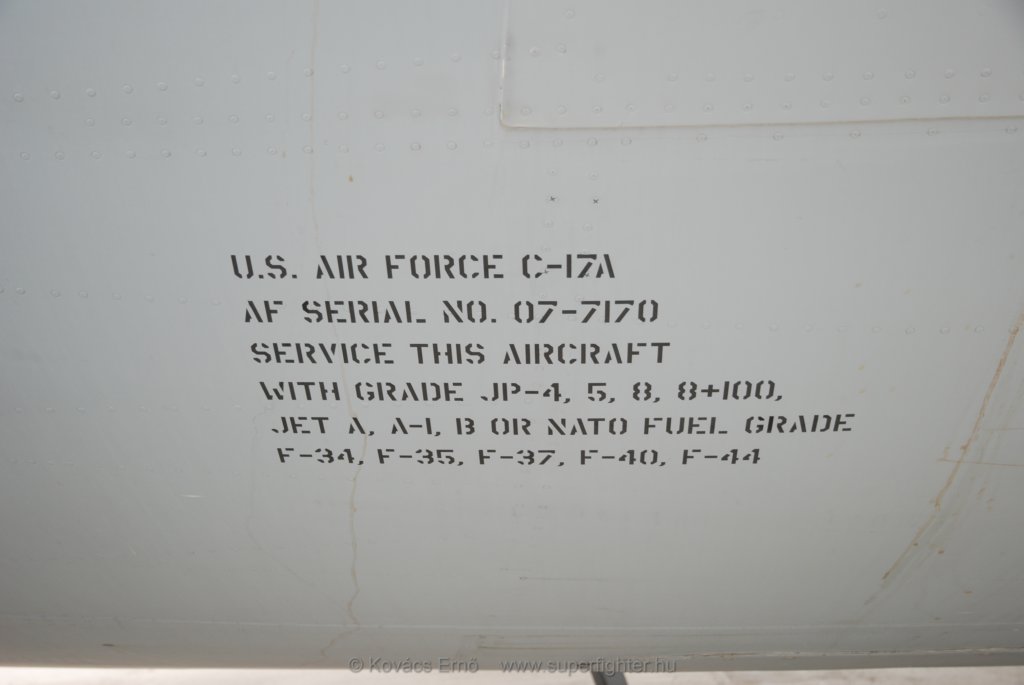 U.S. AIR FORCE C-17A
AF SERIAL NO. 07-7170
SERVICE THIS AIRCRAFT
WITH GRADE JP-4, 5, 8, 8+100,
JET A, A-1, B OR NATO FUEL GRADE
F-34, F-35, F-37, F-40, F-44
© Kovács Ernő www.superfighter.hu